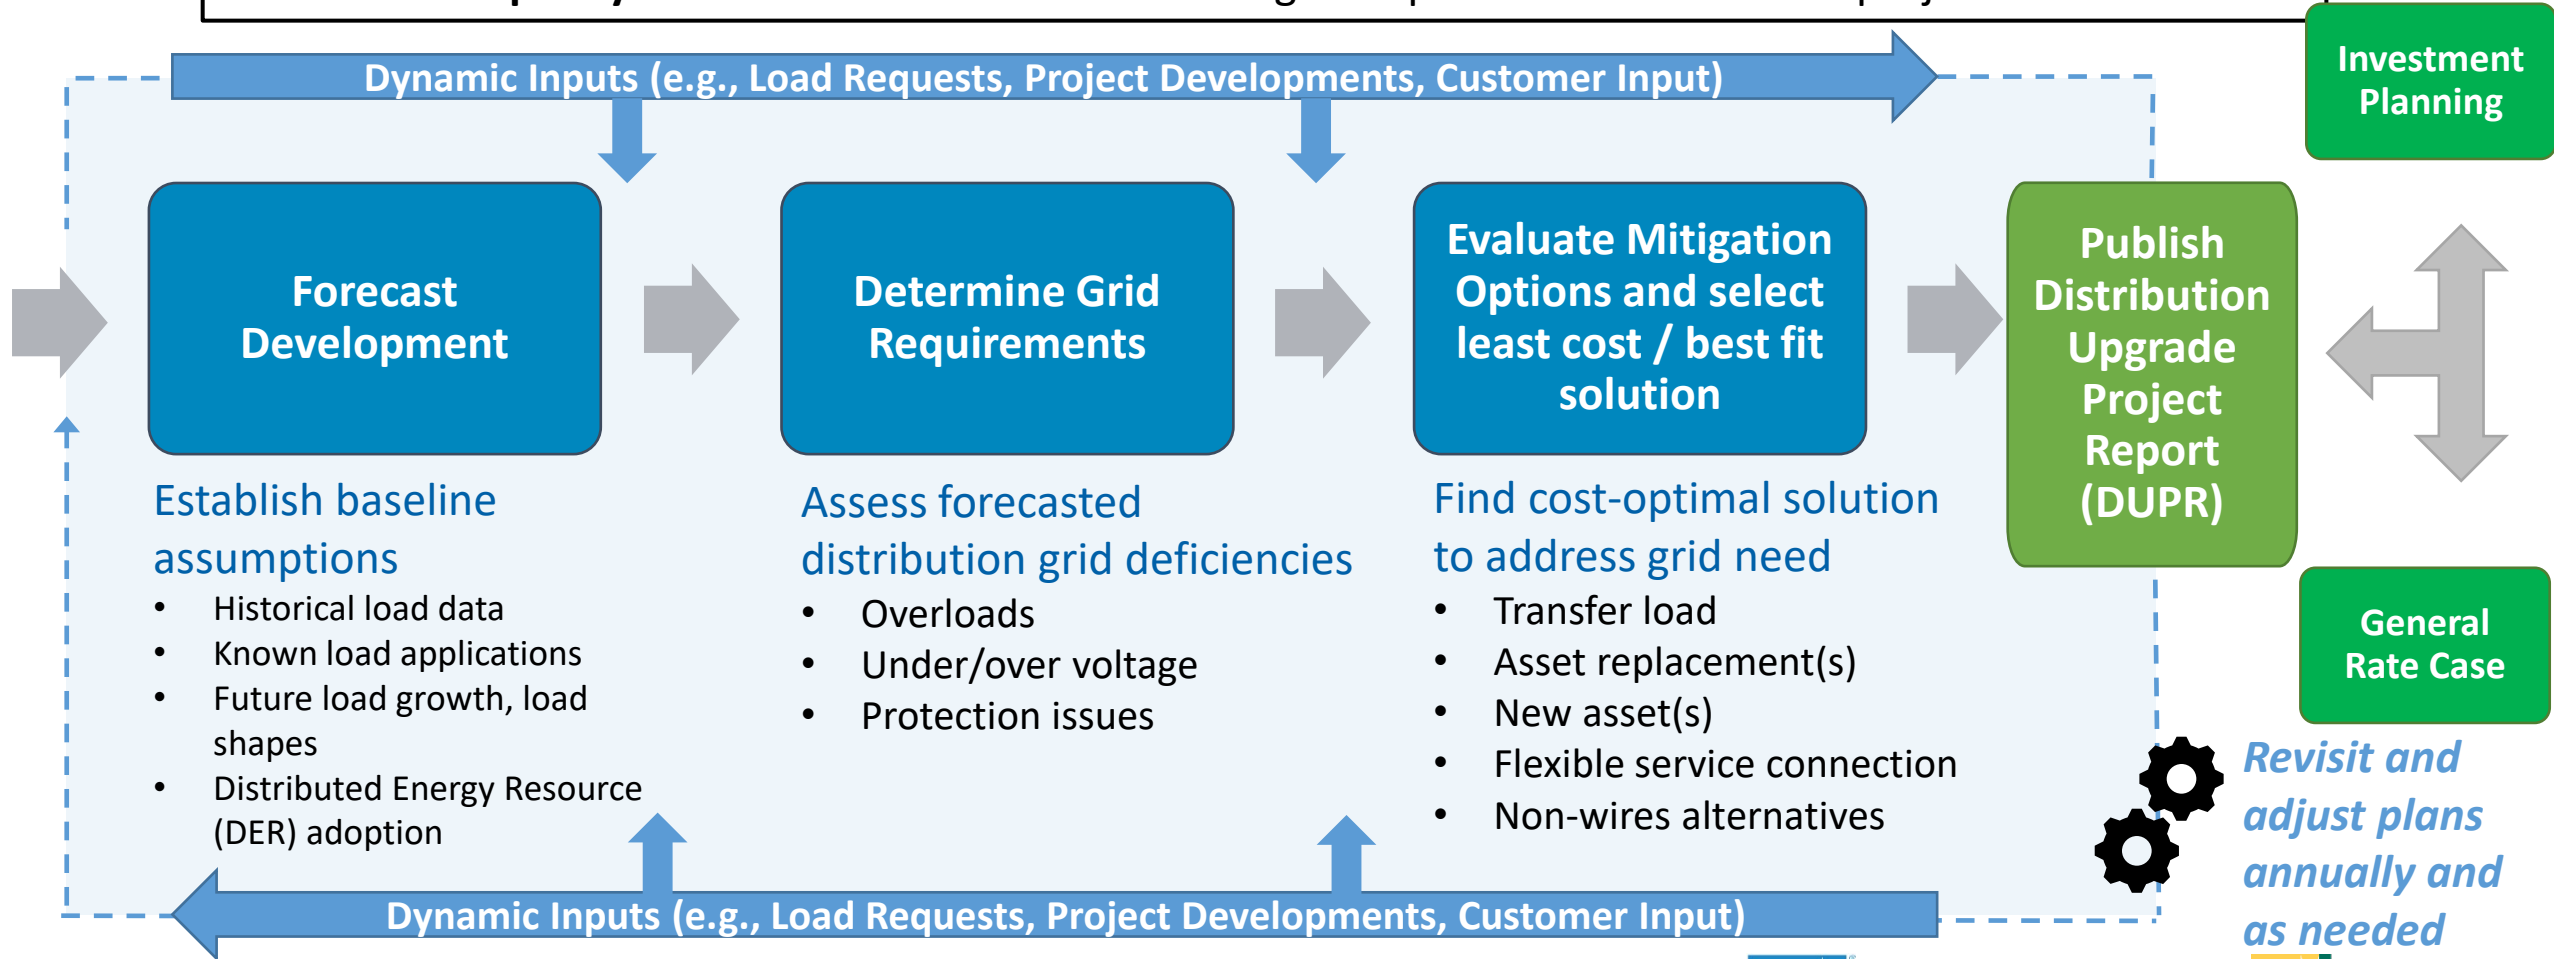 Dynamic Inputs (e.g., Load Requests, Project Developments, Customer Input)
Investment
Planning
Forecast
Development
Determine Grid
Requirements
Evaluate Mitigation
Options and select
least cost / best fit
solution
Publish
Distribution
Upgrade
Project
Report
(DUPR)
Establish baseline
assumptions
• Historical load data
• Known load applications
• Future load growth, load
shapes
• Distributed Energy Resource
(DER) adoption
Assess forecasted
distribution grid deficiencies
• Overloads
• Under/over voltage
• Protection issues
Find cost-optimal solution
to address grid need
• Transfer load
• Asset replacement(s)
• New asset(s)
• Flexible service connection
• Non-wires alternatives
General
Rate Case
Revisit and
adjust plans
annually and
as needed
Dynamic Inputs (e.g., Load Requests, Project Developments, Customer Input)